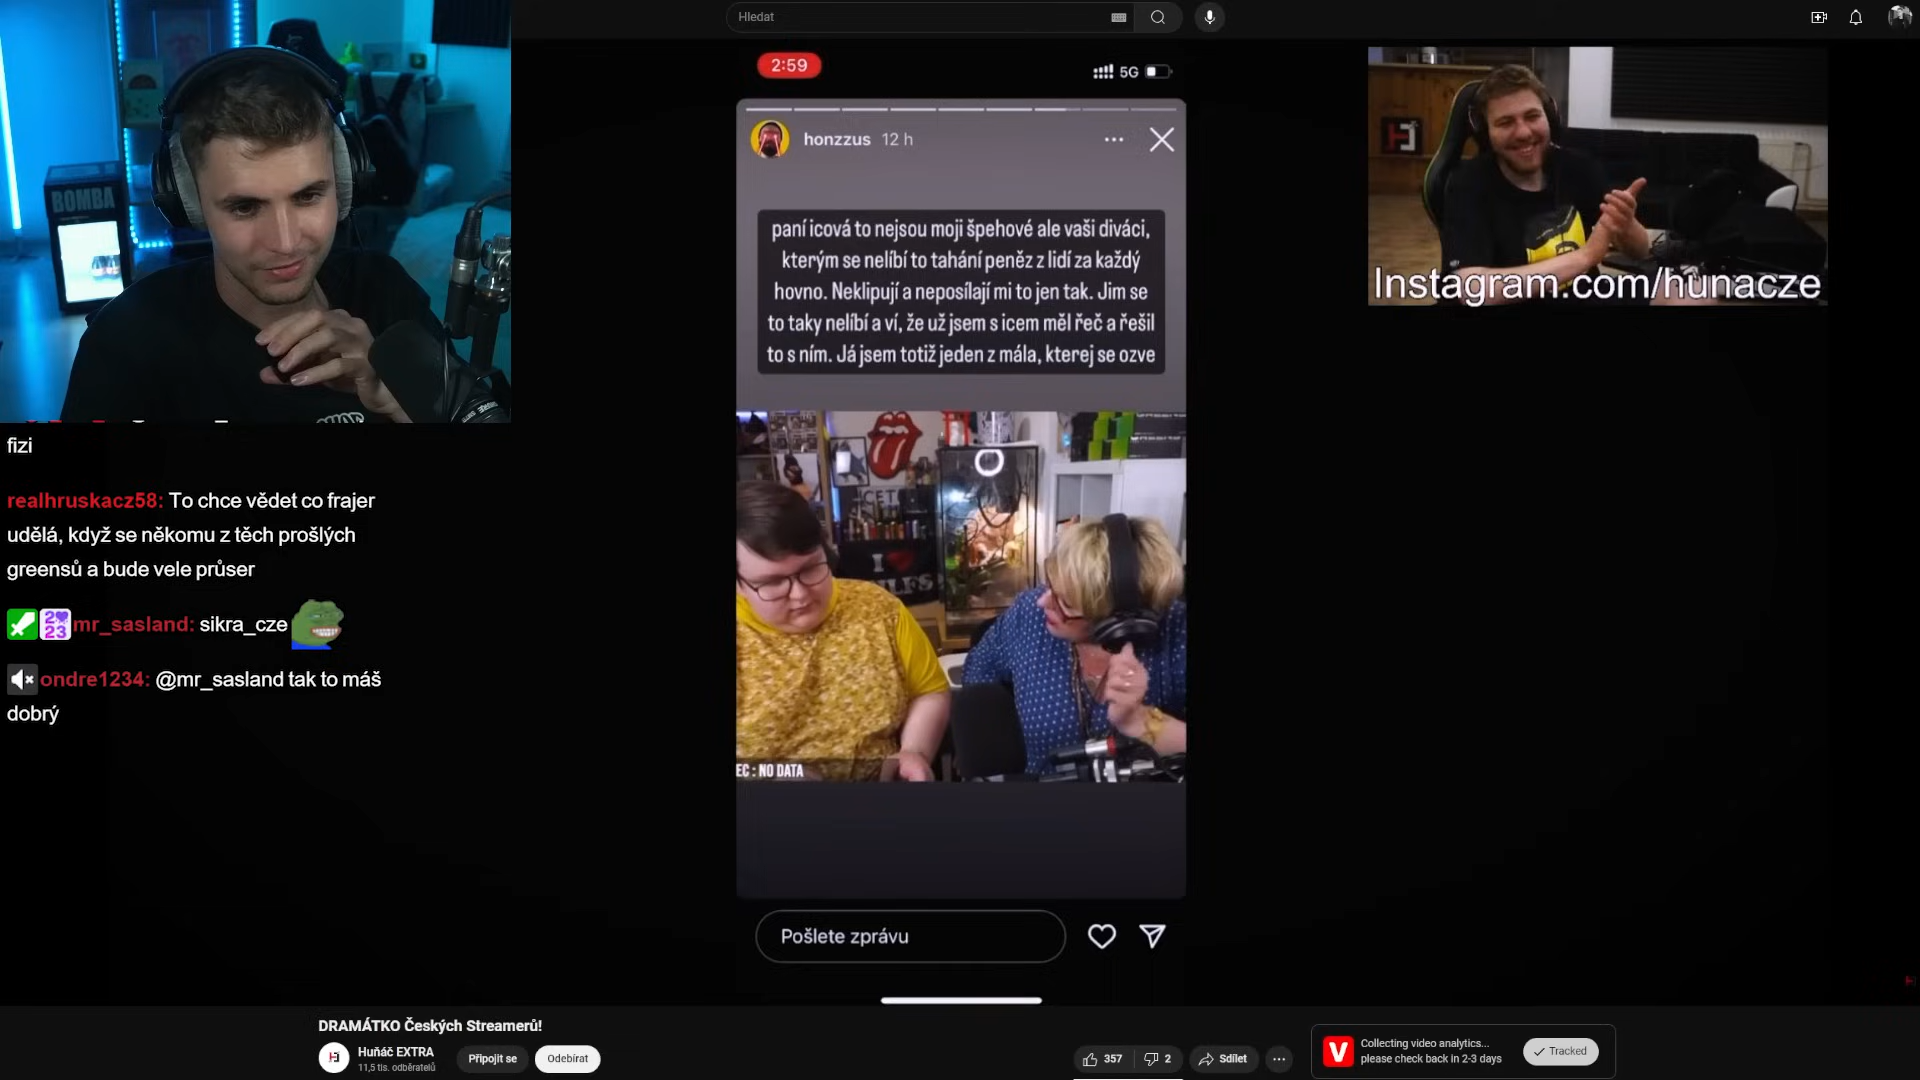 Hledat
BOMBA
2:59
5G
honzzus 12 h
paní icová to nejsou moji špehové ale vaši diváci,
kterým se nelíbí to tahání peněz z lidí za každý
hovno. Neklipují a neposílají mi to jen tak. Jim se
to taky nelíbí a ví, že už jsem s icem měl řeč a řešil
to s ním. Já jsem totiž jeden z mála, kterej se ozve
Instagram.com/hunacze
fizi
realhruskacz58: To chce vědet co frajer
udělá, když se někomu z těch prošlých
greensů a bude vele průser
mr_sasland: sikra_cze
ondre1234: @mr_sasland tak to máš
dobrý
EC : NO DATA
Pošlete zprávu
DRAMÁTKO Českých Streamerů!
Huňáč EXTRA
11,5 tis. odběratelů
Připojit se
Odebírat
357
2
Sdílet
Collecting video analytics...
please check back in 2-3 days
Tracked